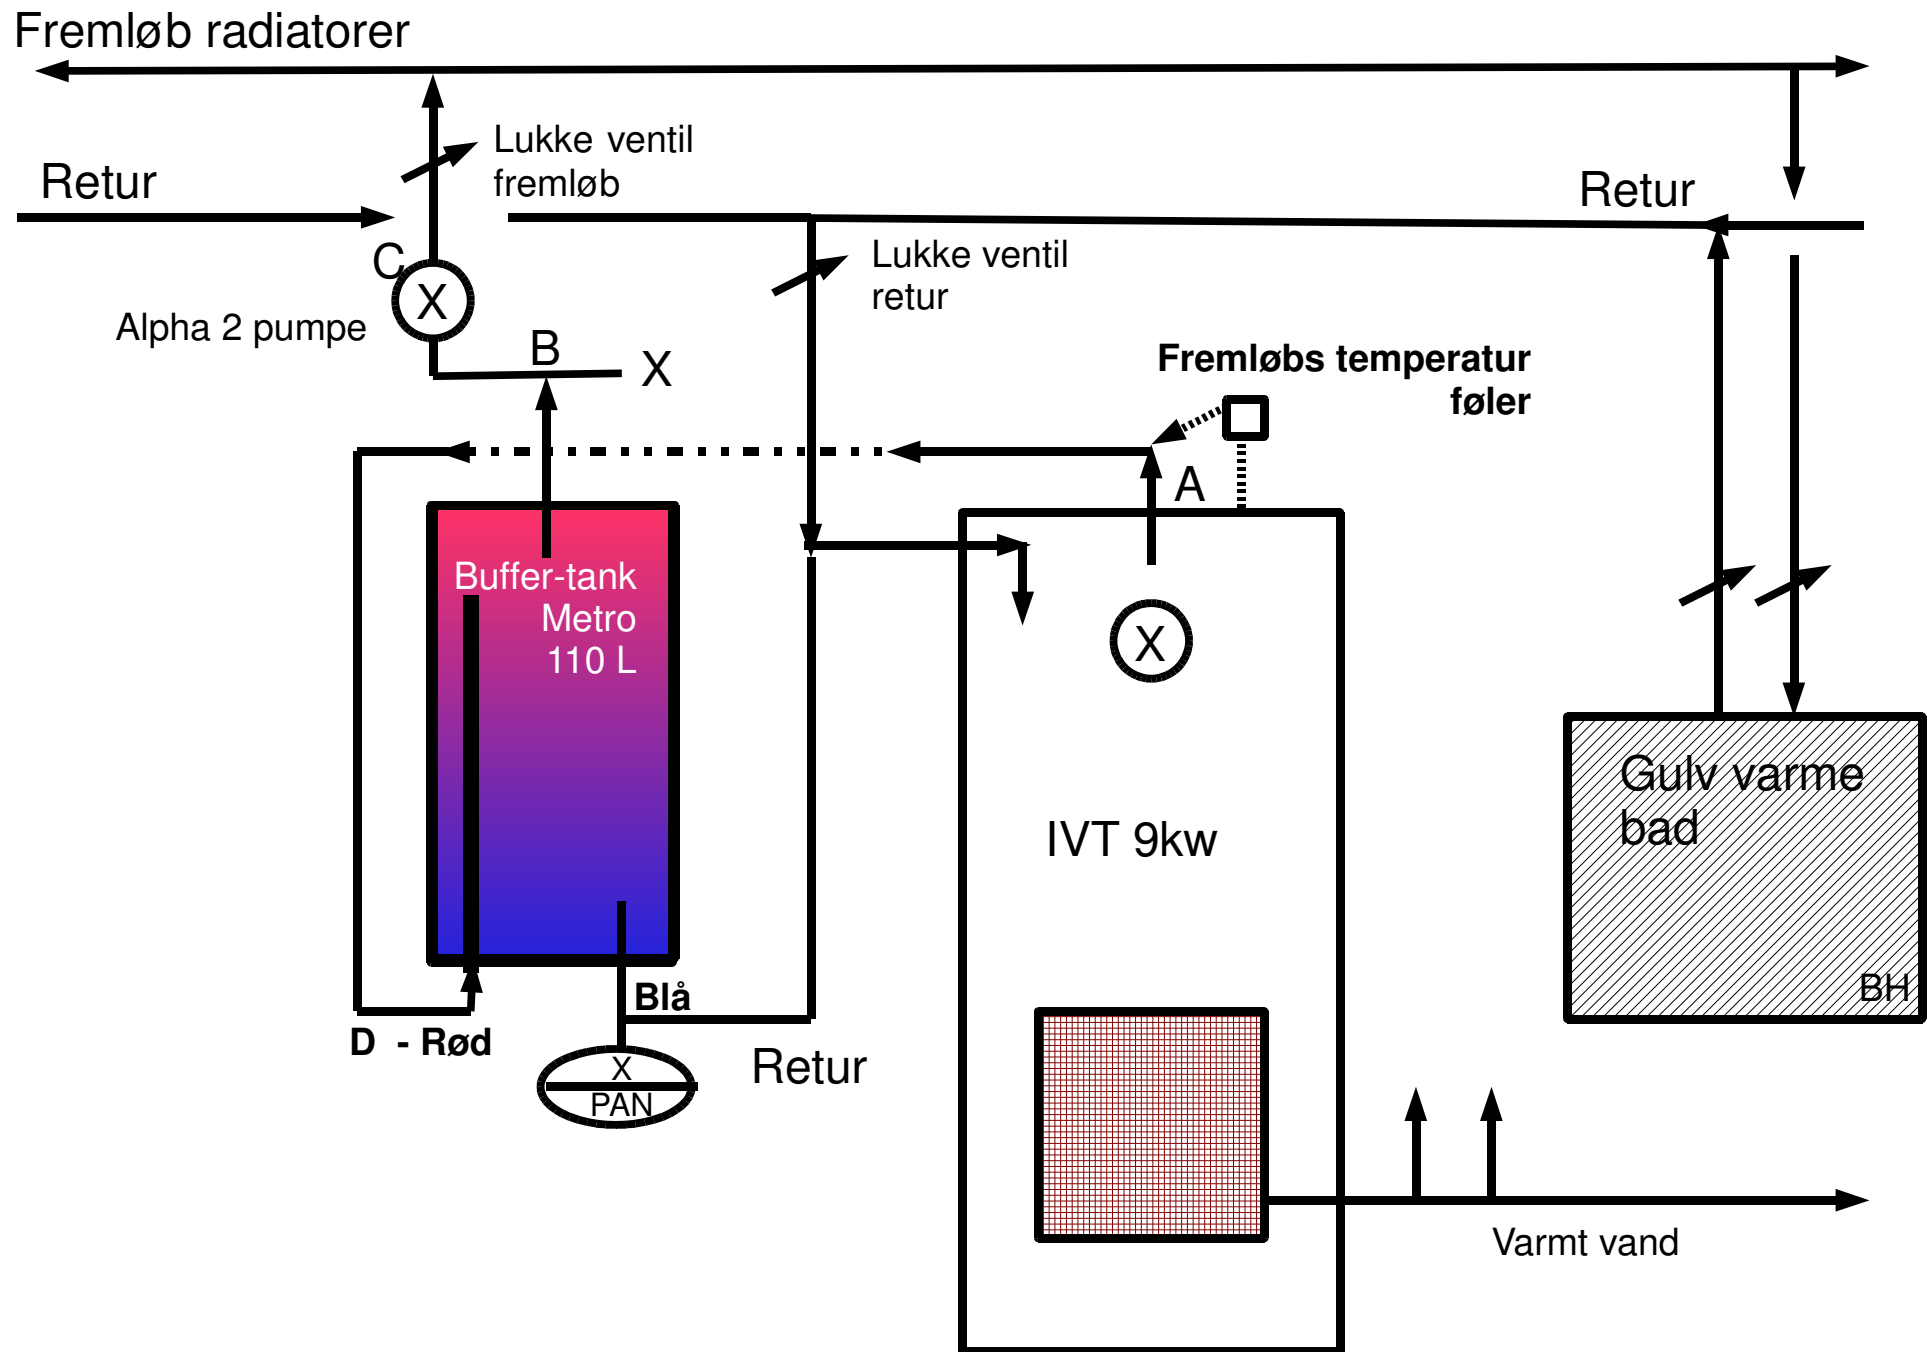 Fremløb radiatorer
Lukke ventil
fremløb
Retur
Retur
C
Lukke ventil
retur
X
Alpha 2 pumpe
B
X
Fremløbs temperatur
føler
A
Buffer-tank
Metro
110 L
X
Gulv varme
bad
IVT 9kw
BH
Blå
D - Rød
Retur
X
PAN
Varmt vand